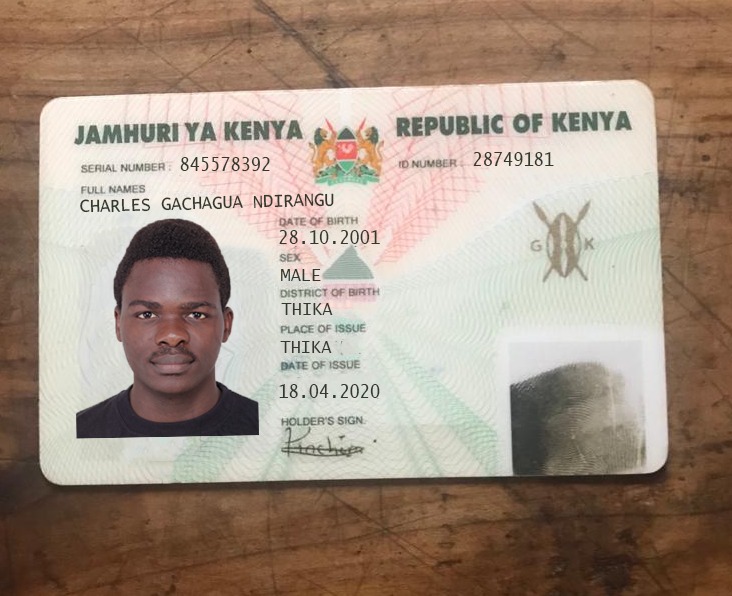 JAMHURI YA KENYA REPUBLIC OF KENYA
SERIAL NUMBER: 845578392 ID NUMBER: 28749181
FULL NAMES
CHARLES GACHAGUA NDIRANGU
DATE OF BIRTH
28.10.2001
SEX
MALE
G K
DISTRICT OF BIRTH
THIKA
PLACE OF ISSUE
THIKA
DATE OF ISSUE
18.04.2020
HOLDER'S SIGN.